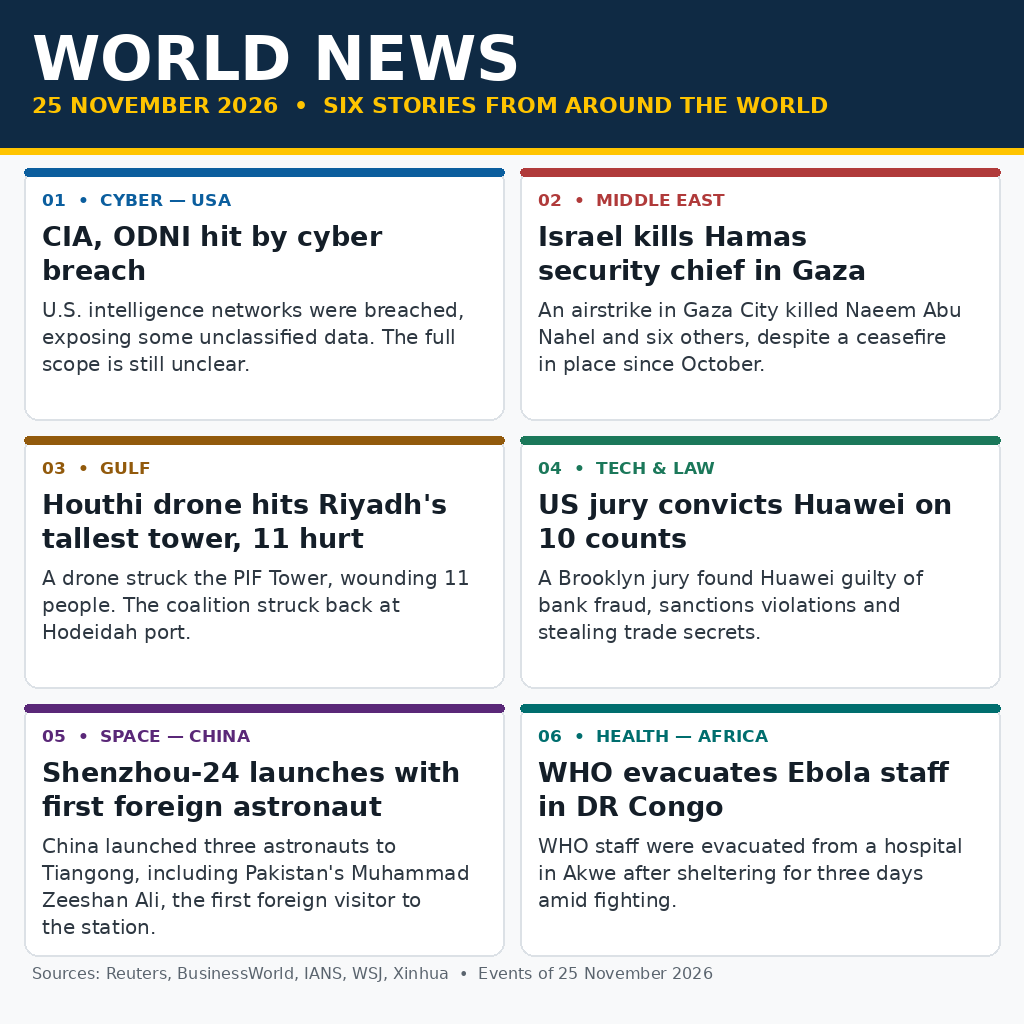 WORLD NEWS
25 NOVEMBER 2026 • SIX STORIES FROM AROUND THE WORLD
01 • CYBER — USA
CIA, ODNI hit by cyber
breach
U.S. intelligence networks were breached,
exposing some unclassified data. The full
scope is still unclear.
02 • MIDDLE EAST
Israel kills Hamas
security chief in Gaza
An airstrike in Gaza City killed Naeem Abu
Nahel and six others, despite a ceasefire
in place since October.
03 • GULF
Houthi drone hits Riyadh's
tallest tower, 11 hurt
A drone struck the PIF Tower, wounding 11
people. The coalition struck back at
Hodeidah port.
04 • TECH & LAW
US jury convicts Huawei on
10 counts
A Brooklyn jury found Huawei guilty of
bank fraud, sanctions violations and
stealing trade secrets.
05 • SPACE — CHINA
Shenzhou-24 launches with
first foreign astronaut
China launched three astronauts to
Tiangong, including Pakistan's Muhammad
Zeeshan Ali, the first foreign visitor to
the station.
06 • HEALTH — AFRICA
WHO evacuates Ebola staff
in DR Congo
WHO staff were evacuated from a hospital
in Akwe after sheltering for three days
amid fighting.
Sources: Reuters, BusinessWorld, IANS, WSJ, Xinhua • Events of 25 November 2026